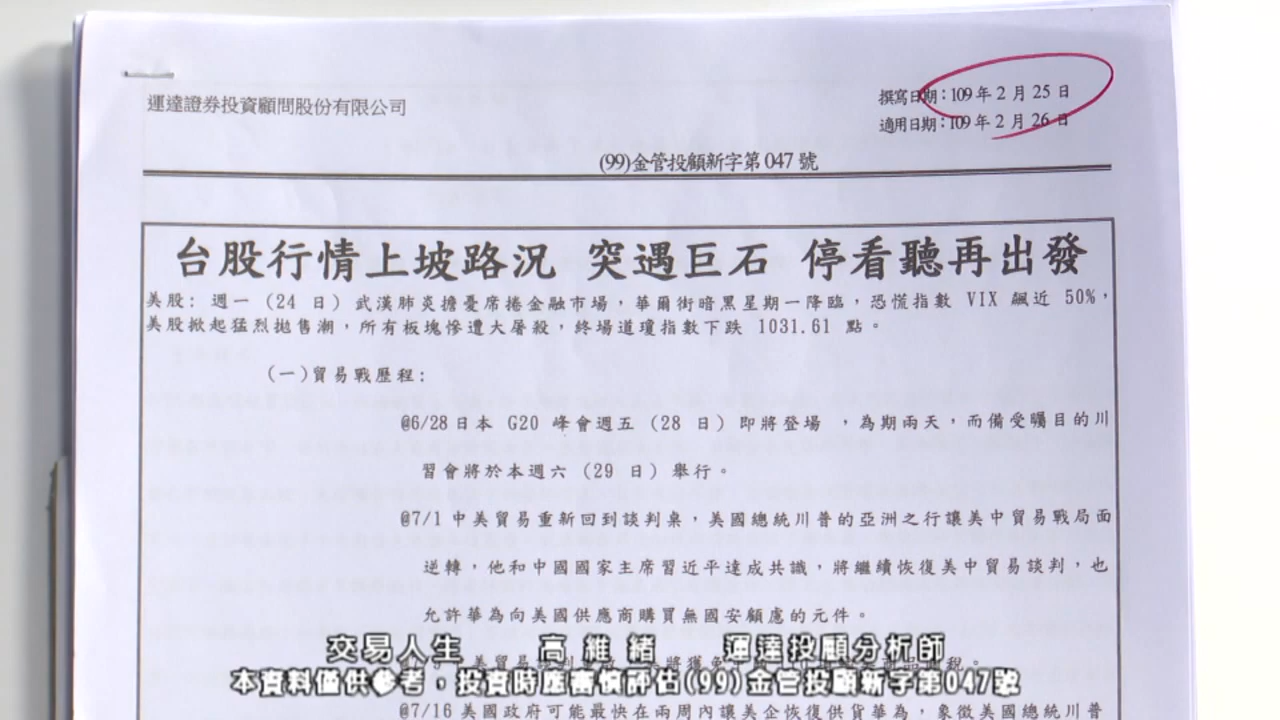 運達證券投資顧問股份有限公司
撰寫日期：109年2月25日
適用日期：109年2月26日
(99)金管投顧新字第047號
台股行情上坡路況 突遇巨石 停看聽再出發
美股：週一（24日）武漢肺炎擔憂席捲金融市場，華爾街暗黑星期一降臨，恐慌指數 VIX 飆近 50%，
美股掀起猛烈拋售潮，所有板塊慘遭大屠殺，終場道瓊指數下跌 1031.61 點。
(一)貿易戰歷程：
@6/28日本 G20 峰會週五（28日）即將登場 ，為期兩天，而備受矚目的川
習會將於本週六（29日）舉行。
@7/1中美貿易重新回到談判桌，美國總統川普的亞洲之行讓美中貿易戰局面
逆轉，他和中國國家主席習近平達成共識，將繼續恢復美中貿易談判，也
允許華為向美國供應商購買無國安顧慮的元件。
交易人生 高維緒 運達投顧分析師
本資料僅供參考，投資時應審慎評估(99)金管投顧新字第047號
@7/16美國政府可能最快在兩周內讓美企恢復供貨華為，象徵美國總統川普